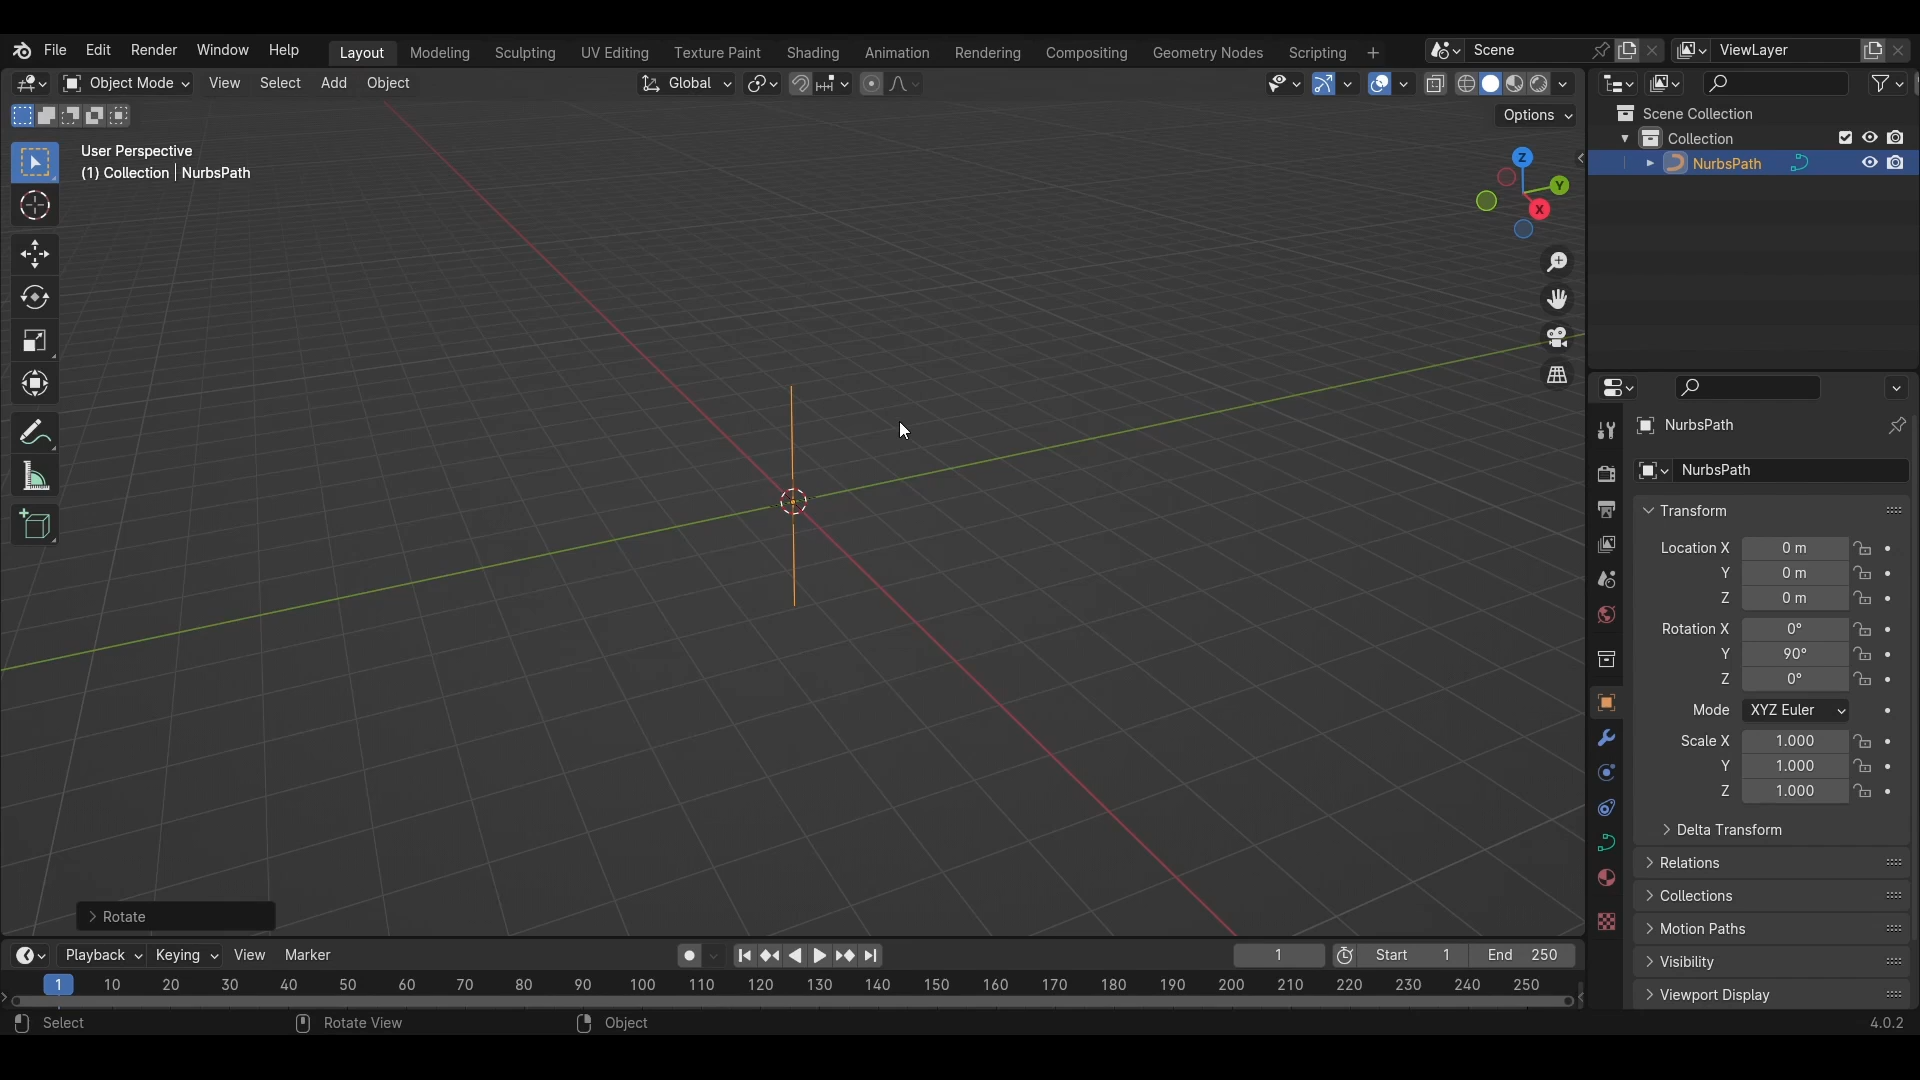 File Edit Render Window Help Layout Modeling Sculpting UV Editing Texture Paint Shading Animation Rendering Compositing Geometry Nodes Scripting + Scene ViewLayer
Object Mode View Select Add Object Global
Options
User Perspective
(1) Collection | NurbsPath
Z
Y
X
Scene Collection
Collection
NurbsPath
NurbsPath
NurbsPath
Transform
Location X 0 m
Y 0 m
Z 0 m
Rotation X 0°
Y 90°
Z 0°
Mode XYZ Euler
Scale X 1.000
Y 1.000
Z 1.000
Delta Transform
Relations
Collections
Motion Paths
Visibility
Viewport Display
Rotate
Playback Keying View Marker 1 Start 1 End 250
1 10 20 30 40 50 60 70 80 90 100 110 120 130 140 150 160 170 180 190 200 210 220 230 240 250
Select Rotate View Object 4.0.2